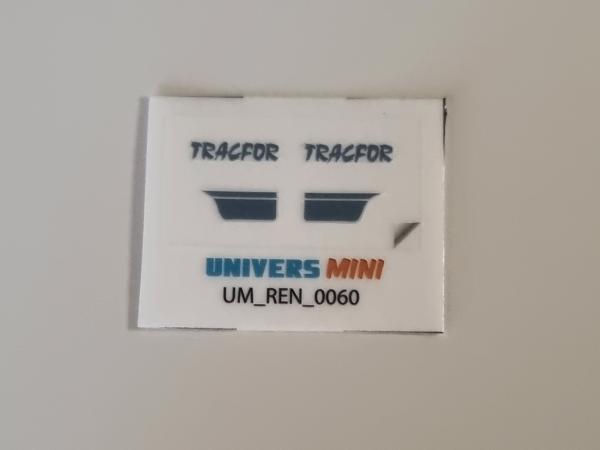 TRACFOR TRACFOR
UNIVERS MINI
UM_REN_0060